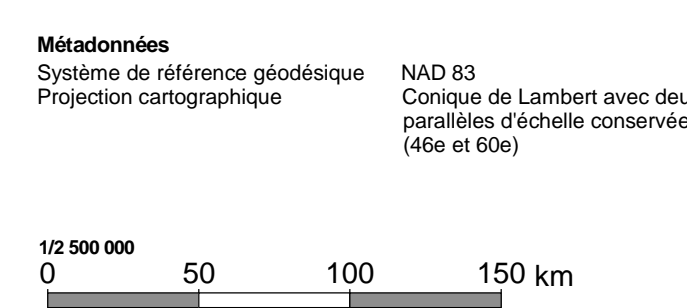 Métadonnées
Système de référence géodésique NAD 83
Projection cartographique Conique de Lambert avec
parallèles d'échelle conservée
(46e et 60e)
1/2 500 000
0 50 100 150 km